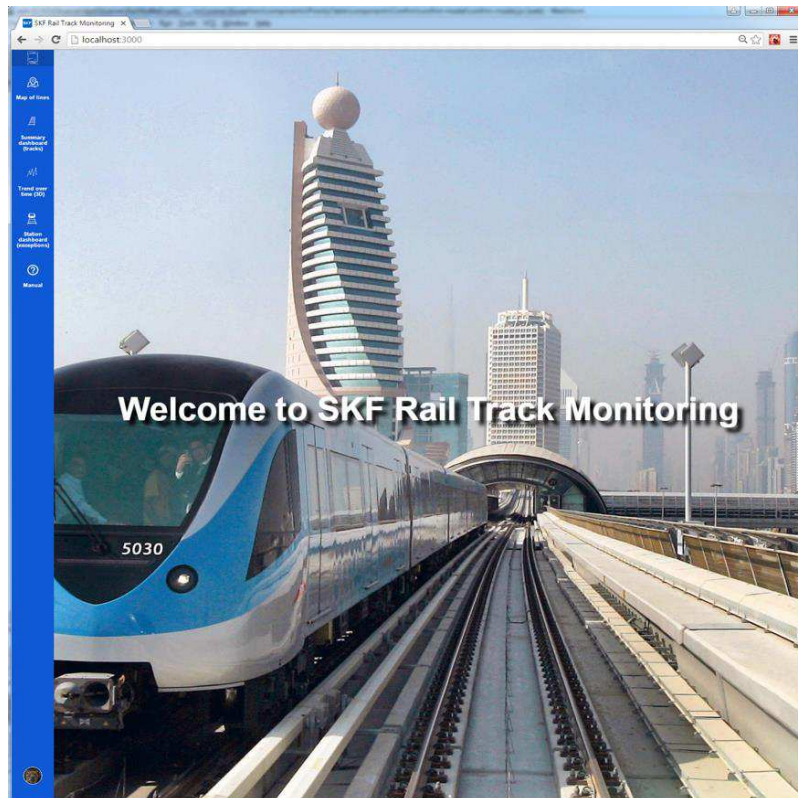 SKF Rail Track Monitoring
localhost:3000
Map of lines
Summary
dashboard
(tracks)
Trend over
time (3D)
Station
dashboard
(exceptions)
Manual
Welcome to SKF Rail Track Monitoring
5030